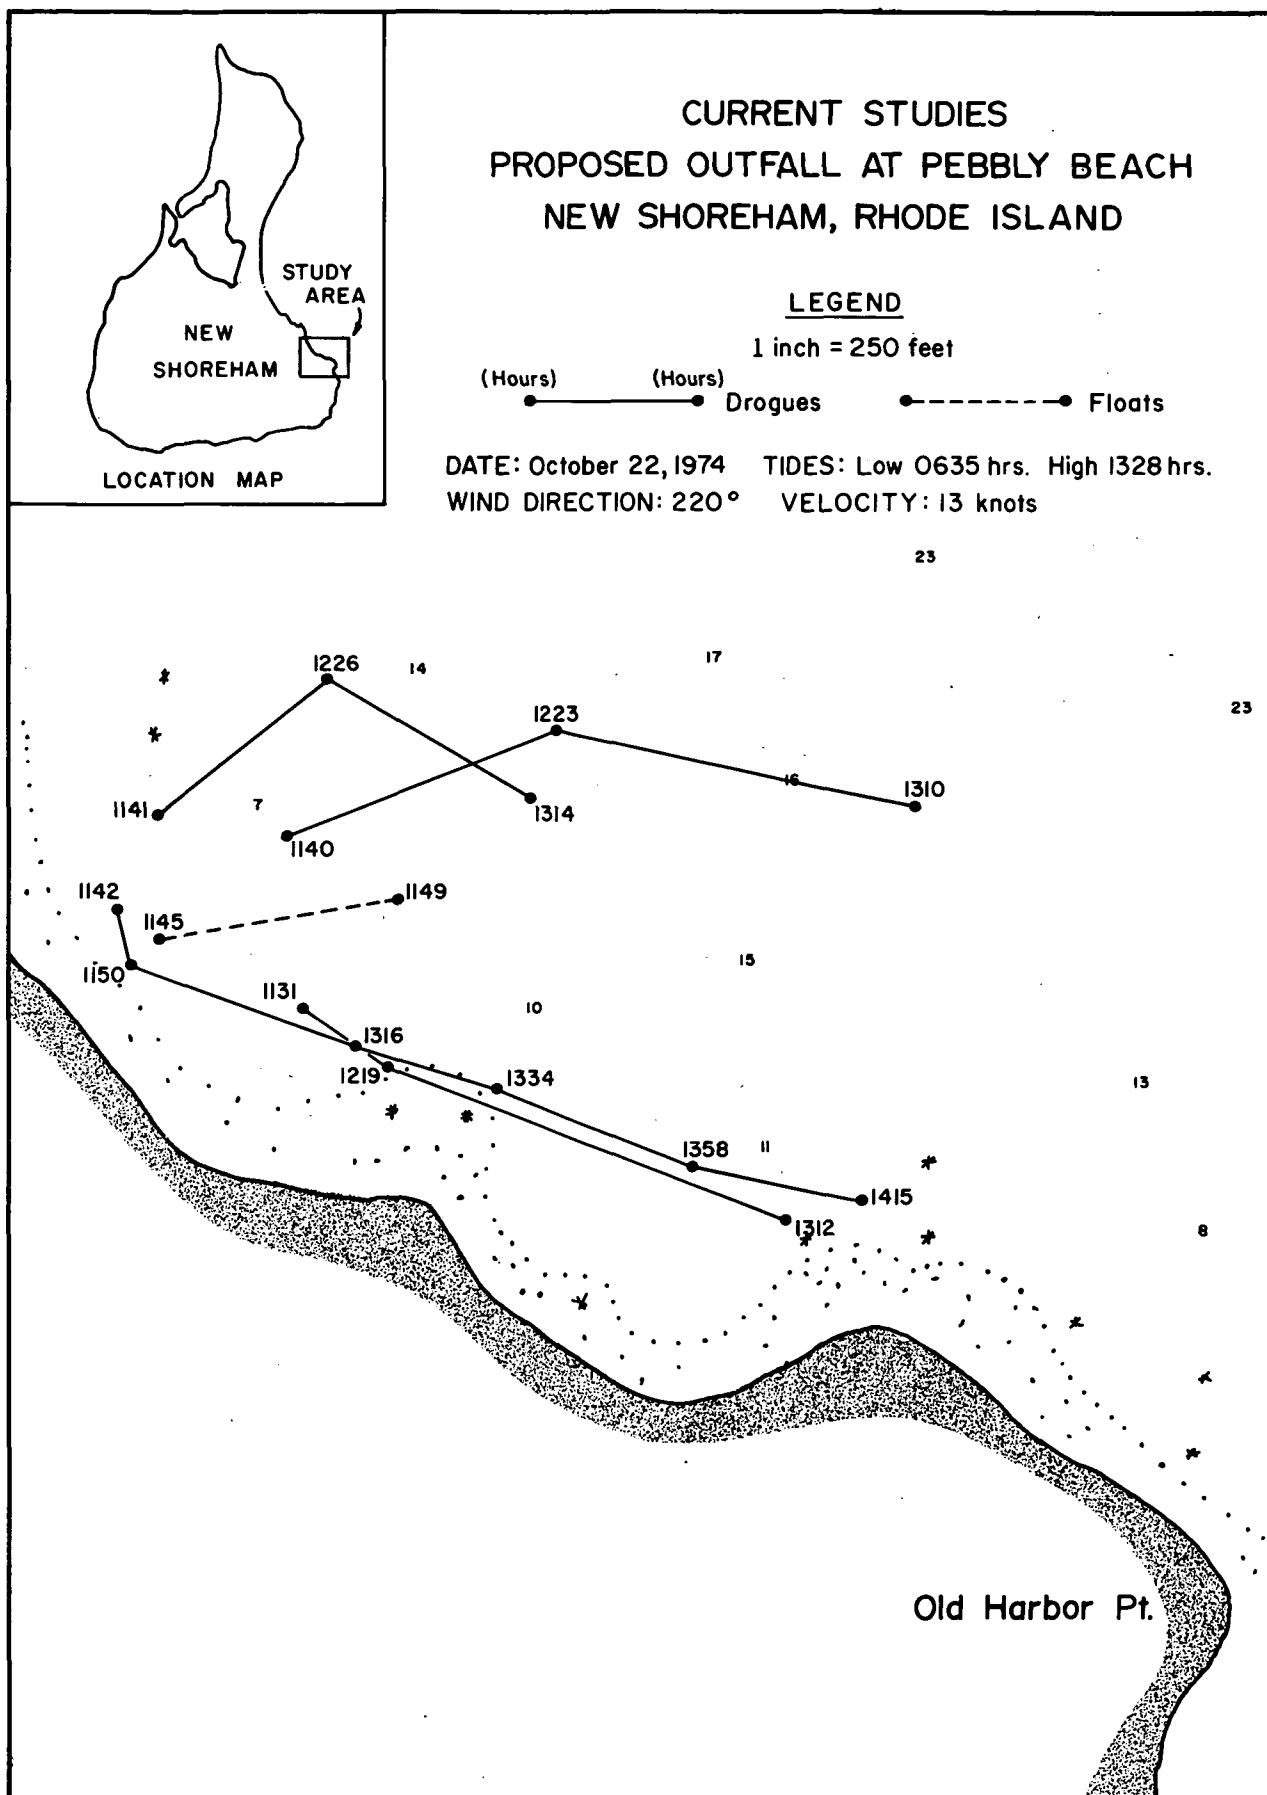 CURRENT STUDIES
PROPOSED OUTFALL AT PEBBLY BEACH
NEW SHOREHAM, RHODE ISLAND
STUDY
AREA
NEW
SHOREHAM
LOCATION MAP
LEGEND
1 inch = 250 feet
(Hours) (Hours) Drogues Floats
DATE: October 22, 1974 TIDES: Low 0635 hrs. High 1328 hrs.
WIND DIRECTION: 220° VELOCITY: 13 knots
23
1226 14 17
1223 23
1141 7 16 1310
1314
1140
1142 1149
1145
1150 15
1131 10
1316
1219 1334 13
1358 11
1415
1312 8
Old Harbor Pt.